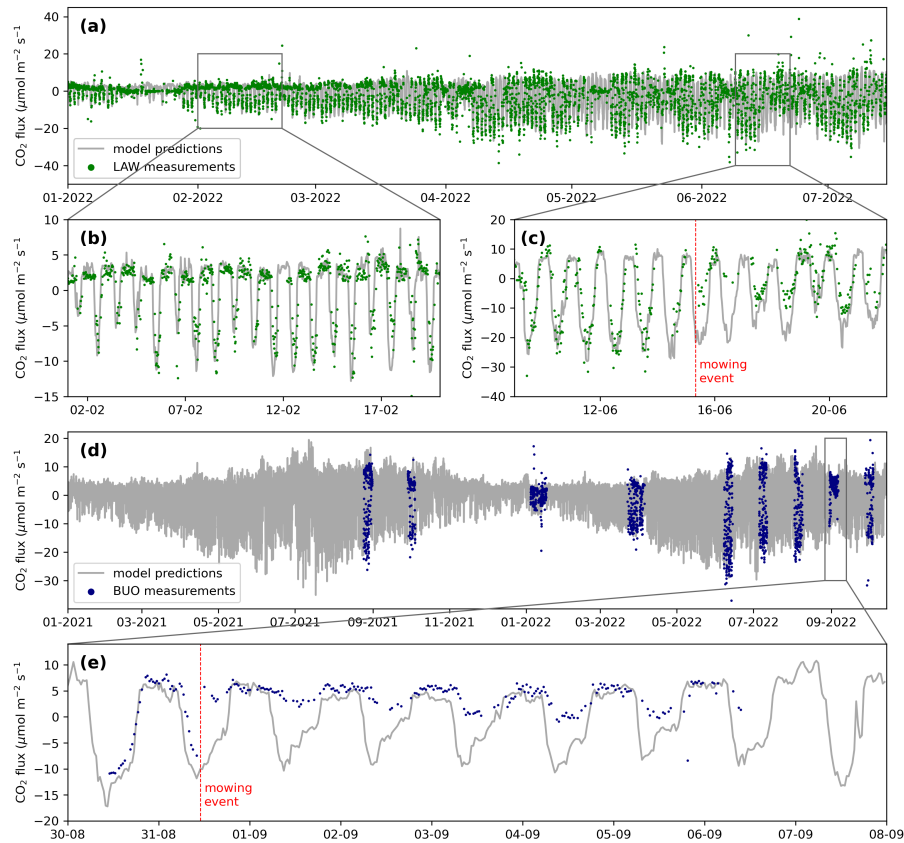 (a)
CO₂ flux (μmol m⁻² s⁻¹)
40
20
0
−20
−40
model predictions
LAW measurements
01-2022 02-2022 03-2022 04-2022 05-2022 06-2022 07-2022
(b)
CO₂ flux (μmol m⁻² s⁻¹)
10
5
0
−5
−10
−15
02-02 07-02 12-02 17-02
(c)
CO₂ flux (μmol m⁻² s⁻¹)
20
10
0
−10
−20
−30
−40
mowing
event
12-06 16-06 20-06
(d)
CO₂ flux (μmol m⁻² s⁻¹)
20
10
0
−10
−20
−30
model predictions
BUO measurements
01-2021 03-2021 05-2021 07-2021 09-2021 11-2021 01-2022 03-2022 05-2022 07-2022 09-2022
(e)
CO₂ flux (μmol m⁻² s⁻¹)
10
5
0
−5
−10
−15
−20
mowing
event
30-08 31-08 01-09 02-09 03-09 04-09 05-09 06-09 07-09 08-09